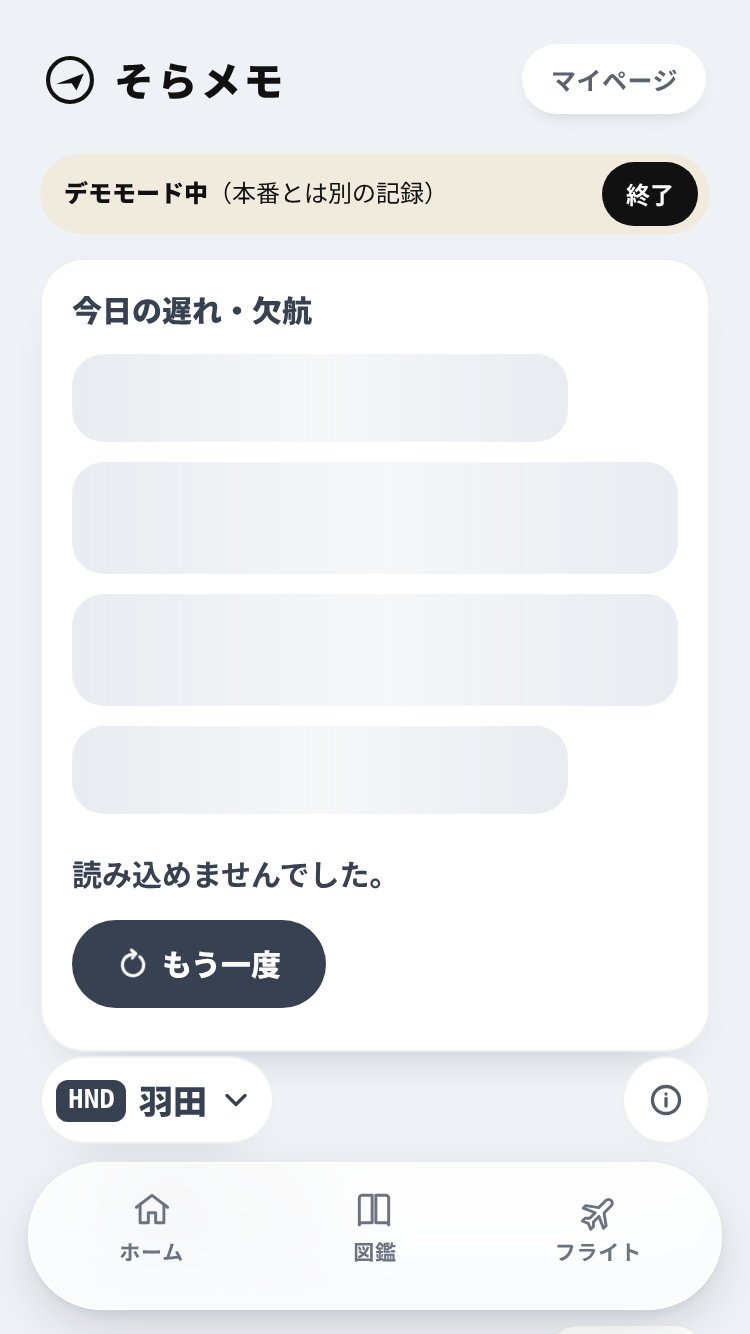 そらメモ
マイページ
デモモード中（本番とは別の記録）
終了
今日の遅れ・欠航
読み込めませんでした。
もう一度
HND 羽田
ホーム
図鑑
フライト